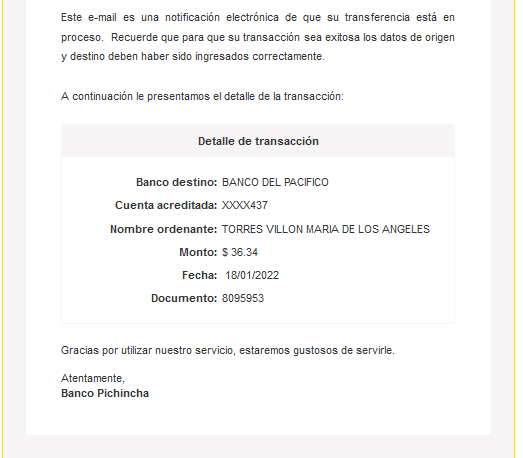 Este e-mail es una notificación electrónica de que su transferencia está en
proceso. Recuerde que para que su transacción sea exitosa los datos de origen
y destino deben haber sido ingresados correctamente.
A continuación le presentamos el detalle de la transacción:
Detalle de transacción
Banco destino: BANCO DEL PACIFICO
Cuenta acreditada: XXXX437
Nombre ordenante: TORRES VILLON MARIA DE LOS ANGELES
Monto: $ 36.34
Fecha: 18/01/2022
Documento: 8095953
Gracias por utilizar nuestro servicio, estaremos gustosos de servirle.
Atentamente,
Banco Pichincha